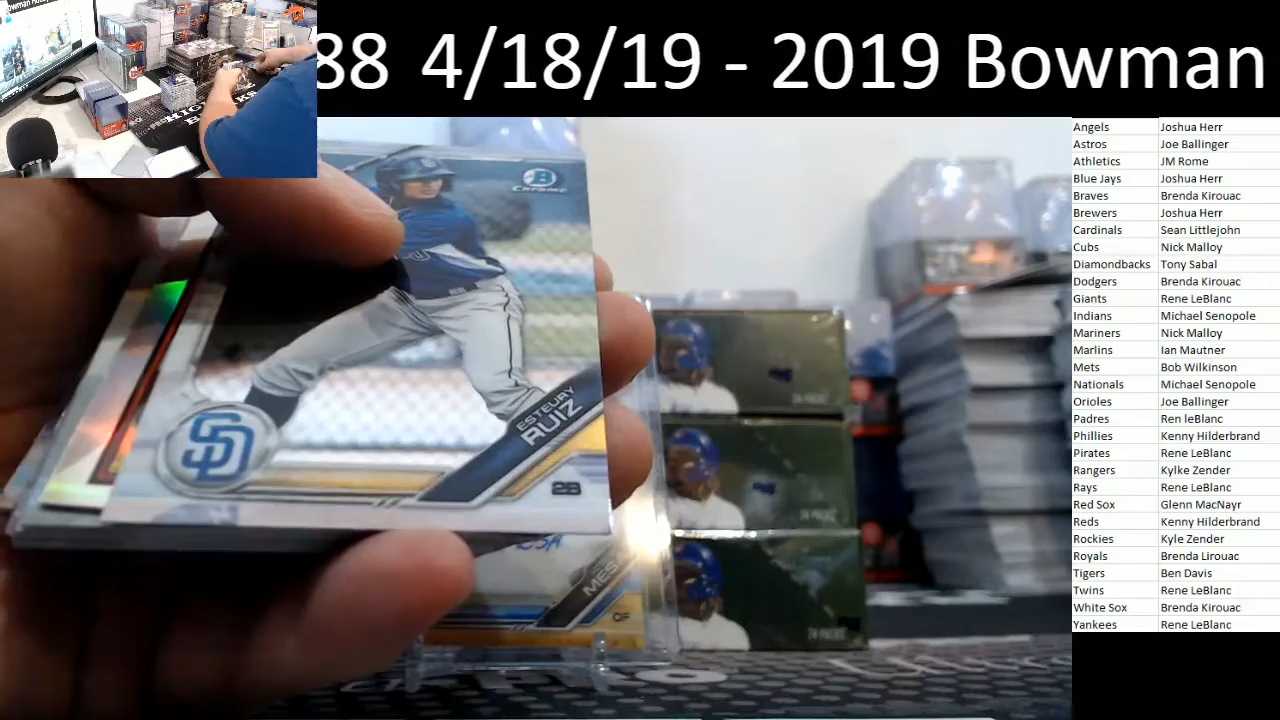 88 4/18/19 - 2019 Bowman
Angels Joshua Herr
Astros Joe Ballinger
Athletics JM Rome
Blue Jays Joshua Herr
Braves Brenda Kirouac
Brewers Joshua Herr
Cardinals Sean Littlejohn
Cubs Nick Malloy
Diamondbacks Tony Sabal
Dodgers Brenda Kirouac
Giants Rene LeBlanc
Indians Michael Senopole
Mariners Nick Malloy
Marlins Ian Mautner
Mets Bob Wilkinson
Nationals Michael Senopole
Orioles Joe Ballinger
Padres Ren leBlanc
Phillies Kenny Hilderbrand
Pirates Rene LeBlanc
Rangers Kylke Zender
Rays Rene LeBlanc
Red Sox Glenn MacNayr
Reds Kenny Hilderbrand
Rockies Kyle Zender
Royals Brenda Lirouac
Tigers Ben Davis
Twins Rene LeBlanc
White Sox Brenda Kirouac
Yankees Rene LeBlanc
B
Chrome
ESTEURY
RUIZ
SD
2B
MES
CF